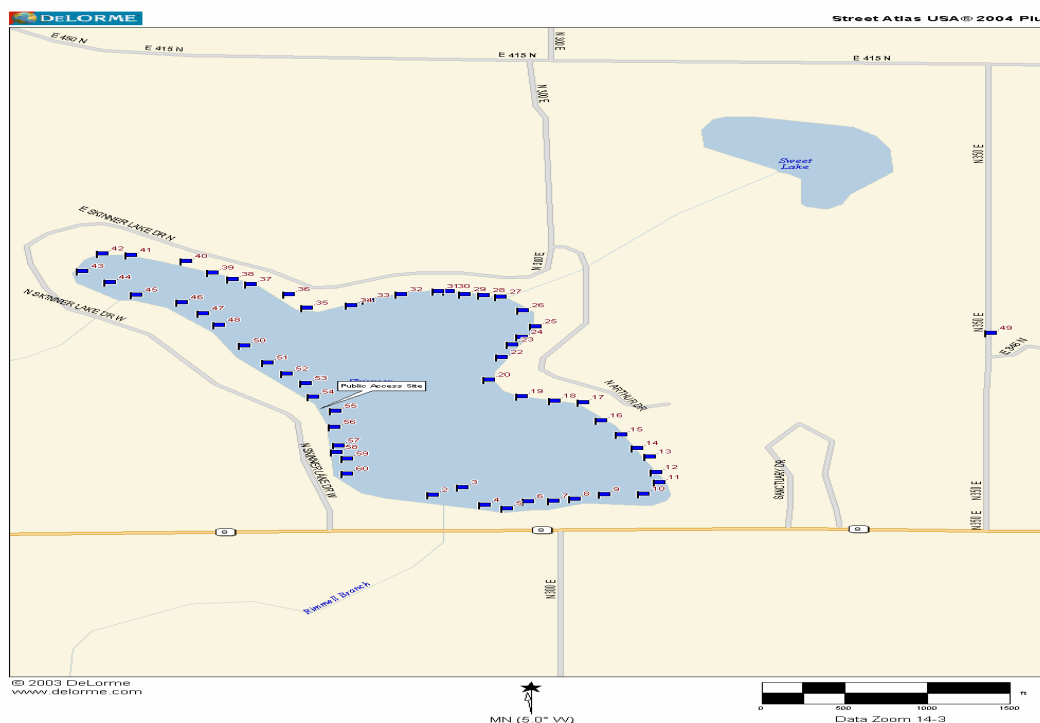 DELORME
Street Atlas USA® 2004 Plu
E 450 N
E 415 N
E 415 N
E 415 N
N 300 E
N 300 E
N 300 E
N 350 E
N 350 E
N 350 E
N 350 E
Sweet
Lake
E SKINNER LAKE DR N
N SKINNER LAKE DR W
N SKINNER LAKE DR W
N ARTHUR DR
SANCTUARY DR
E 348 N
Public Access Site
42
41
40
39
38
37
36
35
33
32
31
30
29
28
27
26
25
24
23
22
20
19
18
17
16
15
14
13
12
11
10
9
8
7
6
5
4
3
2
43
44
45
46
47
48
50
51
52
53
54
55
56
57
58
59
60
49
8
8
8
N 300 E
Rimmell Branch
© 2003 DeLorme
www.delorme.com
MN (5.0° W)
0 500 1000 1500
ft
Data Zoom 14-3